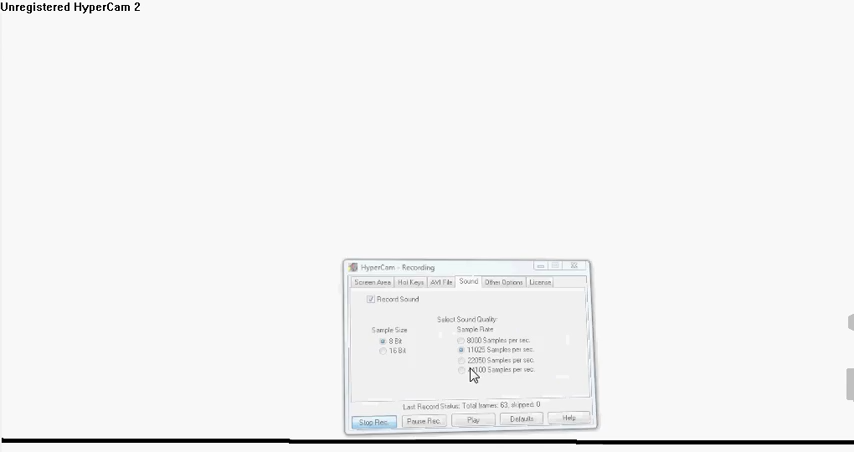 Unregistered HyperCam 2
HyperCam - Recording
Screen Area Hot Keys AVI File Sound Other Options License
Record Sound
Select Sound Quality:
Sample Size Sample Rate
8 Bit 8000 Samples per sec.
16 Bit 11025 Samples per sec.
22050 Samples per sec.
Samples per sec.
Last Record Status: Total frames: 63, skipped: 0
Stop Rec. Pause Rec. Play Defaults Help